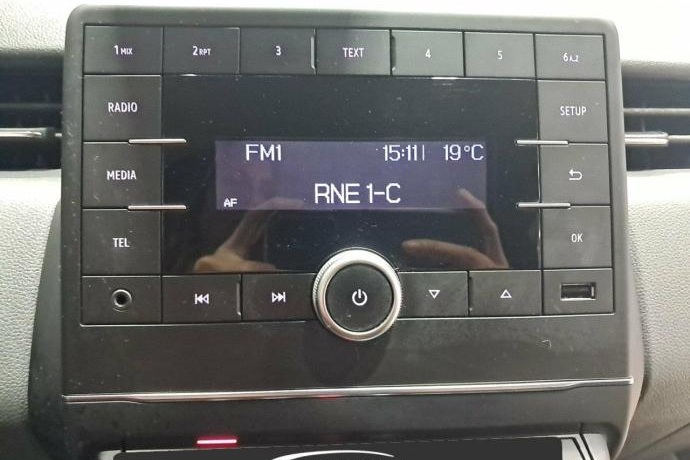 1 MIX 2 RPT 3 TEXT 4 5 6 A-Z
RADIO SETUP
FM1 15:11 19°C
MEDIA
RNE 1-C
AF
TEL OK